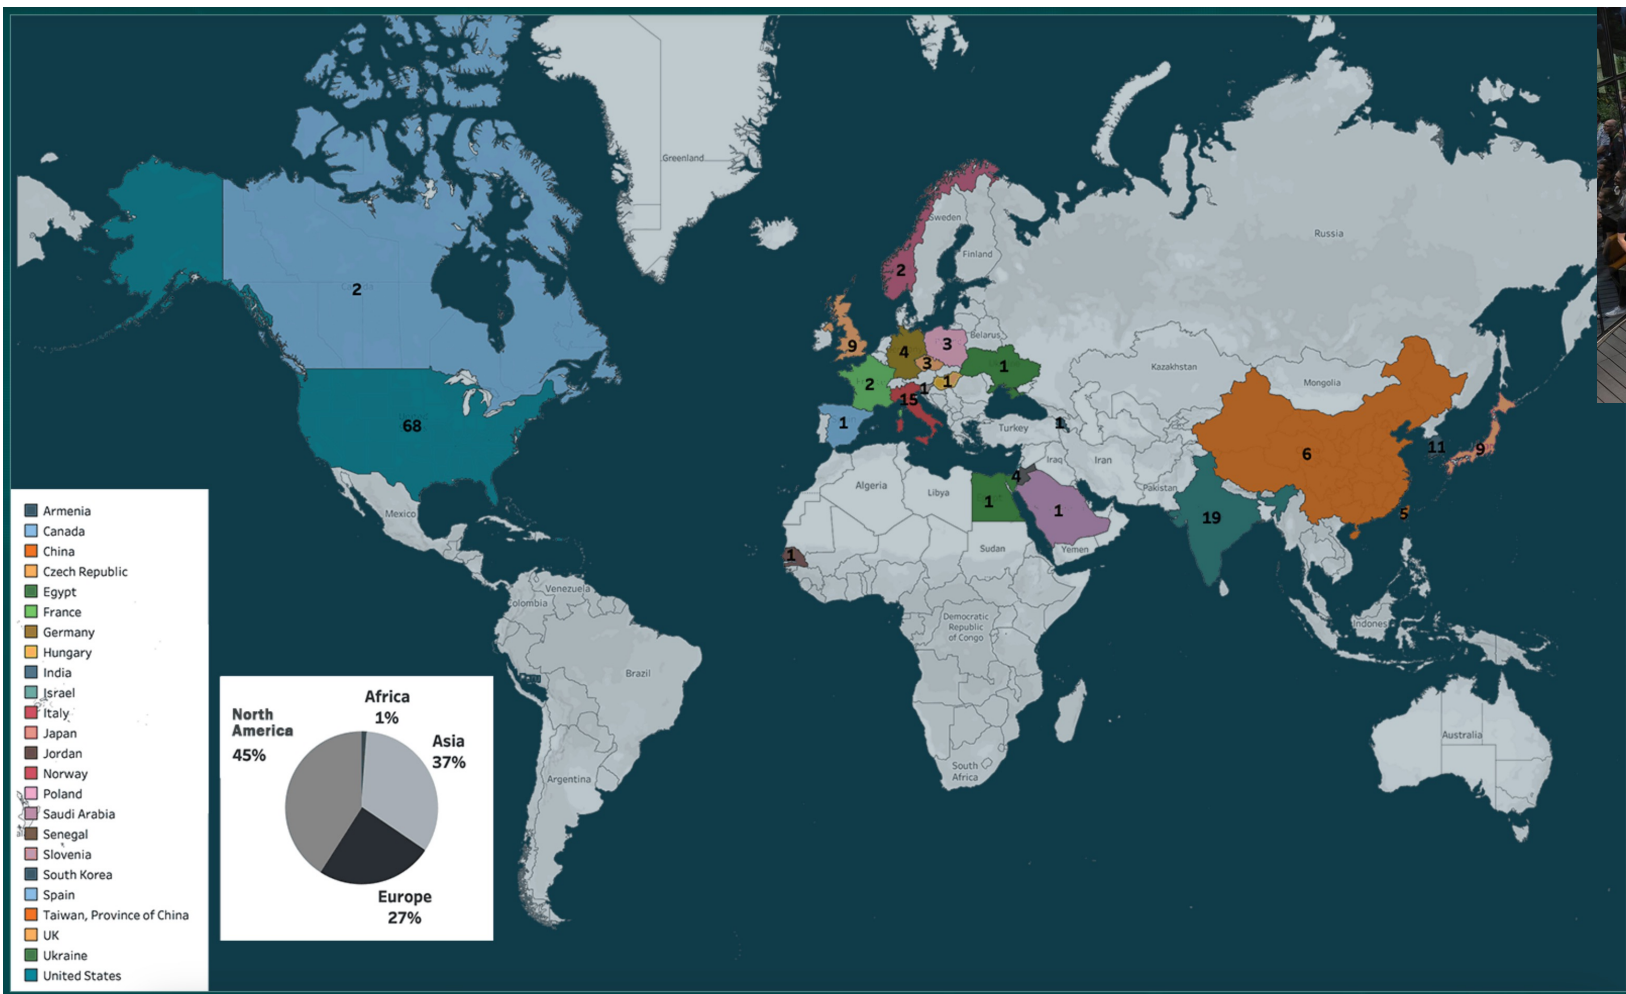 Greenland
Sweden
Finland
Russia
2
2
9
4
3
Belarus
3
1
2
1
1
15
1
Kazakhstan
Mongolia
68
Turkey
1
Iraq
Iran
Pakistan
6
11
9
5
4
1
1
19
Algeria
Libya
Sudan
Yemen
1
Mexico
Venezuela
Colombia
Brazil
Argentina
Democratic
Republic
of Congo
South
Africa
Indones
Australia
Armenia
Canada
China
Czech Republic
Egypt
France
Germany
Hungary
India
Israel
Italy
Japan
Jordan
Norway
Poland
Saudi Arabia
Senegal
Slovenia
South Korea
Spain
Taiwan, Province of China
UK
Ukraine
United States
North
America
45%
Africa
1%
Asia
37%
Europe
27%